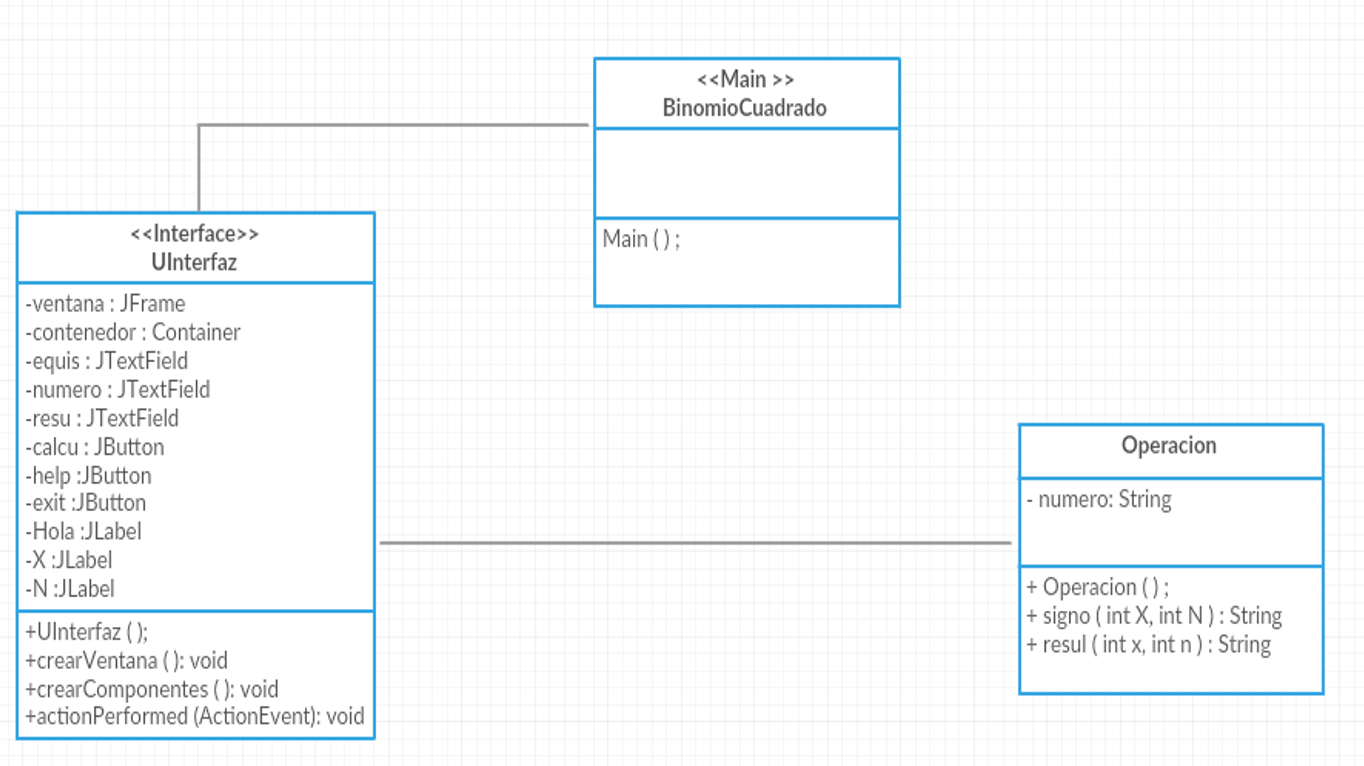 <<Main >>
BinomioCuadrado
Main ( ) ;
<<Interface>>
UInterfaz
-ventana : JFrame
-contenedor : Container
-equis : JTextField
-numero : JTextField
-resu : JTextField
-calcu : JButton
-help :JButton
-exit :JButton
-Hola :JLabel
-X :JLabel
-N :JLabel
+UInterfaz ( );
+crearVentana ( ): void
+crearComponentes ( ): void
+actionPerformed (ActionEvent): void
Operacion
- numero: String
+ Operacion ( ) ;
+ signo ( int X, int N ) : String
+ resul ( int x, int n ) : String